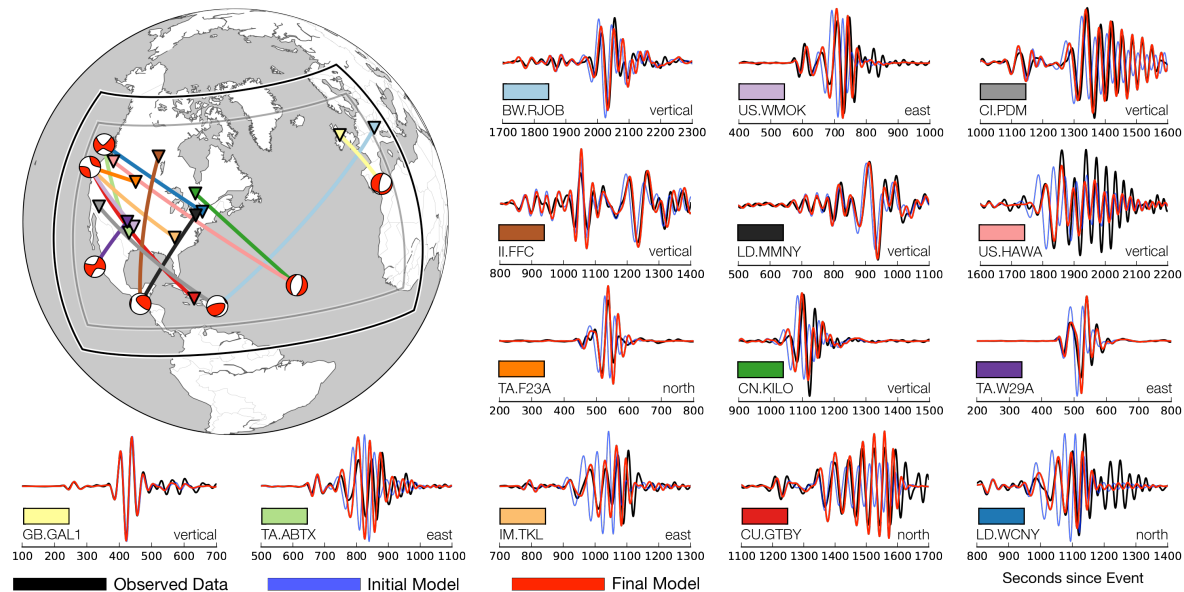 BW.RJOB vertical
1700 1800 1900 2000 2100 2200 2300
US.WMOK east
400 500 600 700 800 900 1000
CI.PDM vertical
1000 1100 1200 1300 1400 1500 1600
II.FFC vertical
800 900 1000 1100 1200 1300 1400
LD.MMNY vertical
500 600 700 800 900 1000 1100
US.HAWA vertical
1600 1700 1800 1900 2000 2100 2200
TA.F23A north
200 300 400 500 600 700 800
CN.KILO vertical
900 1000 1100 1200 1300 1400 1500
TA.W29A east
200 300 400 500 600 700 800
GB.GAL1 vertical
100 200 300 400 500 600 700
TA.ABTX east
500 600 700 800 900 1000 1100
IM.TKL east
700 800 900 1000 1100 1200 1300
CU.GTBY north
1100 1200 1300 1400 1500 1600 1700
LD.WCNY north
800 900 1000 1100 1200 1300 1400
Observed Data Initial Model Final Model
Seconds since Event